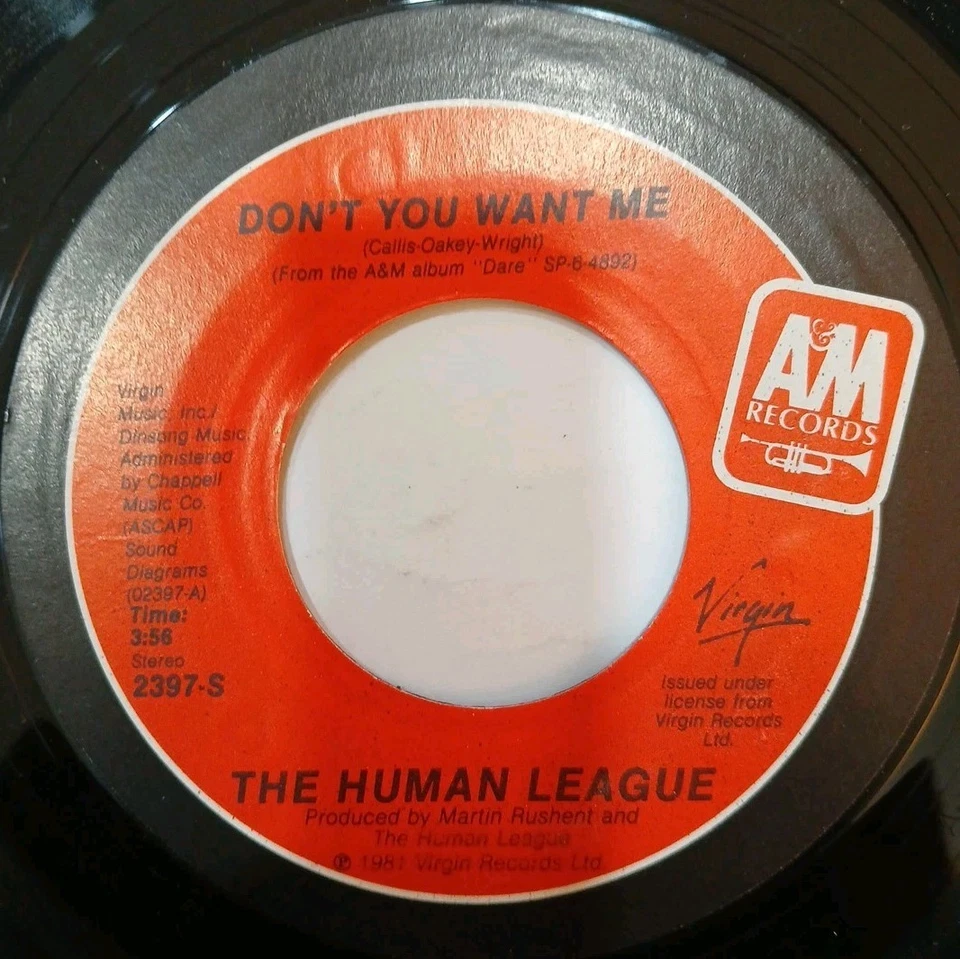 DON'T YOU WANT ME
(Callis-Oakey-Wright)
(From the A&M album "Dare" SP-6-4892)
A&M
RECORDS
Virgin
Music, Inc./
Dinsong Music
Administered
by Chappell
Music Co.
(ASCAP)
Sound
Diagrams
(02397-A)
Time:
3:56
Stereo
2397-S
Virgin
issued under
license from
Virgin Records
Ltd.
THE HUMAN LEAGUE
Produced by Martin Rushent and
The Human League
℗ 1981 Virgin Records Ltd.